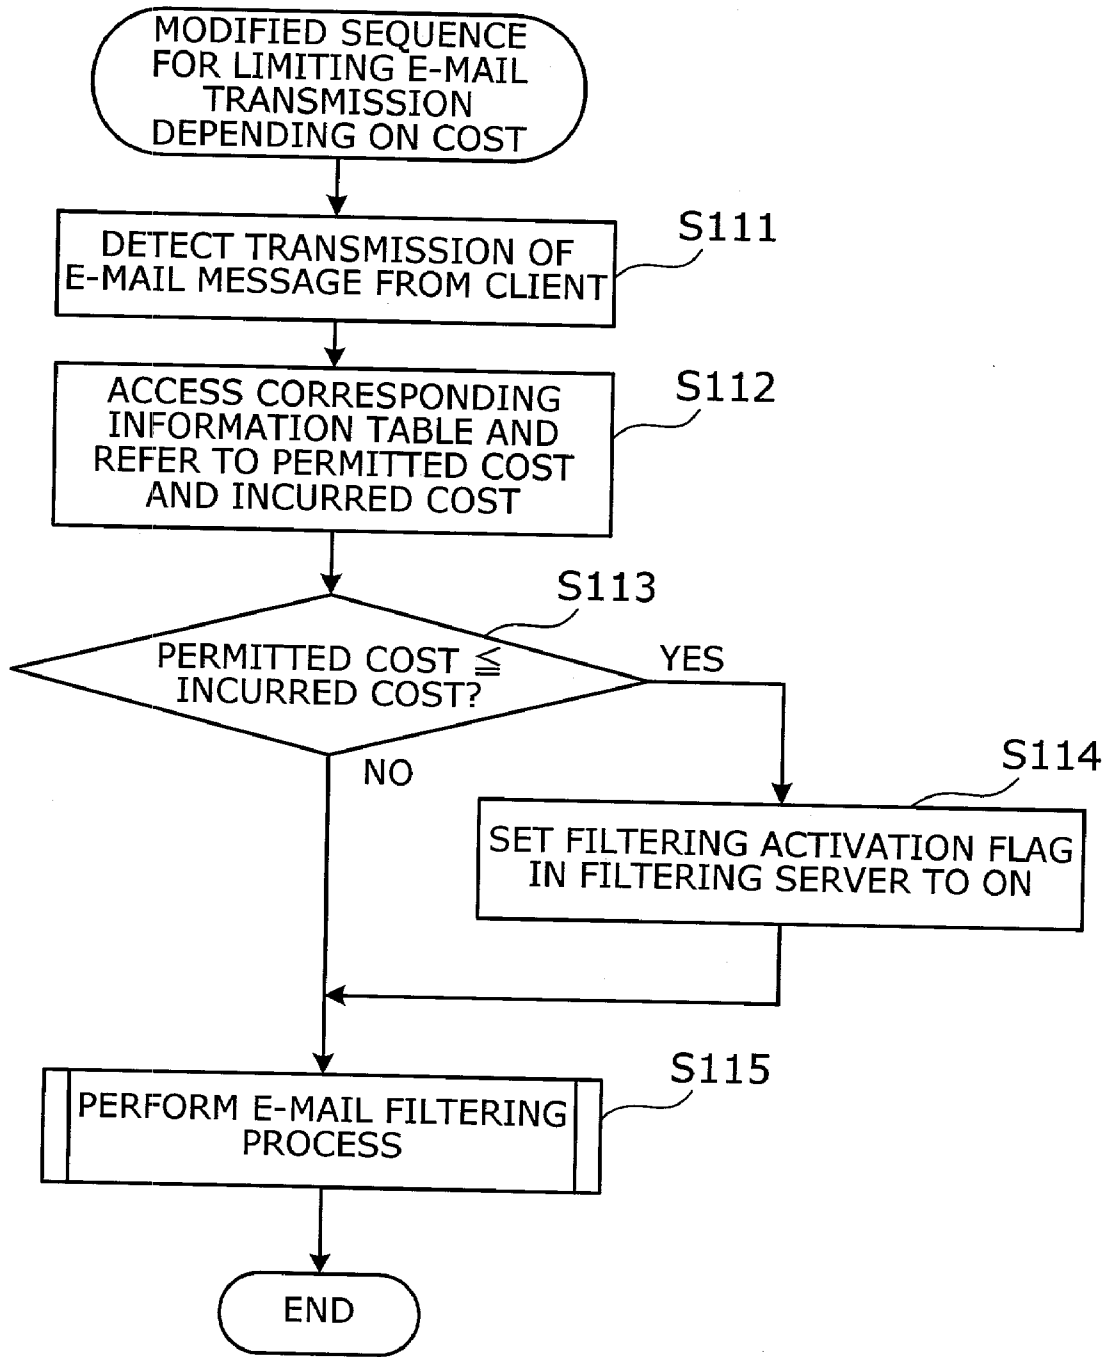 MODIFIED SEQUENCE
FOR LIMITING E-MAIL
TRANSMISSION
DEPENDING ON COST
S111
DETECT TRANSMISSION OF
E-MAIL MESSAGE FROM CLIENT
S112
ACCESS CORRESPONDING
INFORMATION TABLE AND
REFER TO PERMITTED COST
AND INCURRED COST
S113
PERMITTED COST ≦
INCURRED COST?
YES
NO
S114
SET FILTERING ACTIVATION FLAG
IN FILTERING SERVER TO ON
S115
PERFORM E-MAIL FILTERING
PROCESS
END